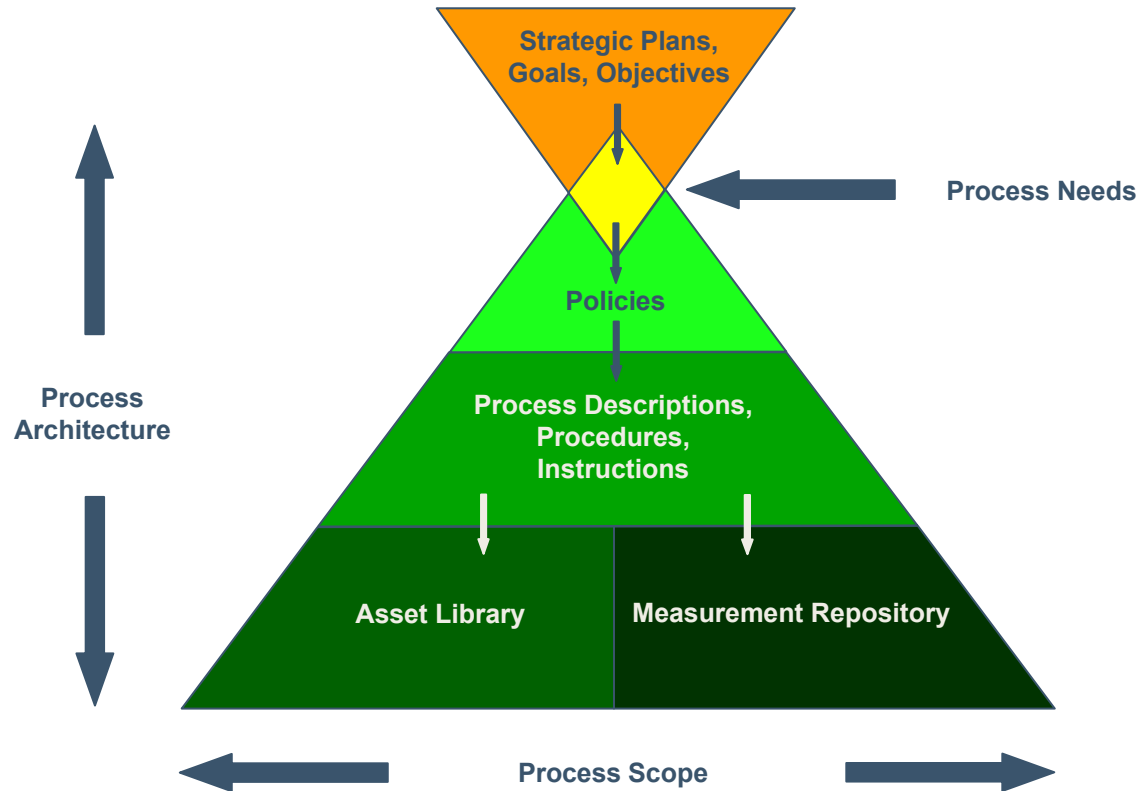 Strategic Plans,
Goals, Objectives
Process Needs
Policies
Process
Architecture
Process Descriptions,
Procedures,
Instructions
Asset Library
Measurement Repository
Process Scope